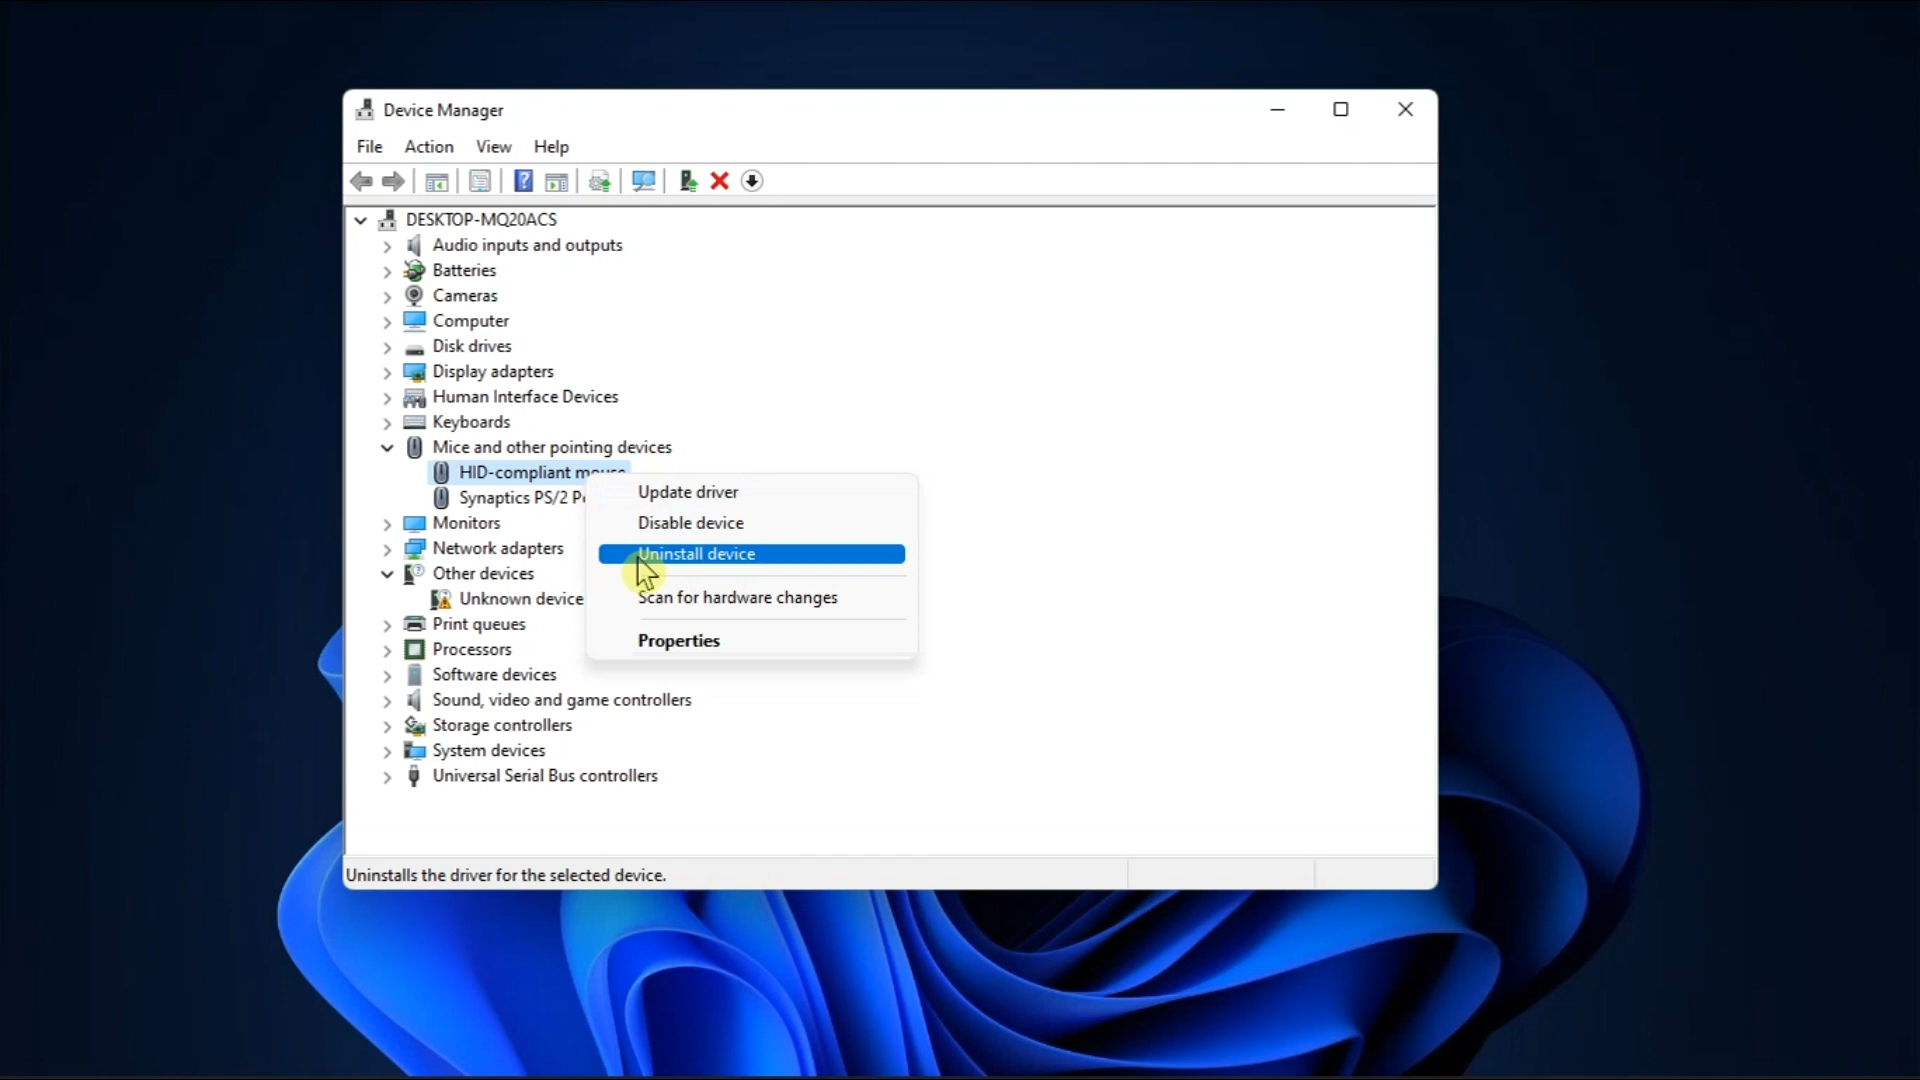 Device Manager
File Action View Help
DESKTOP-MQ20ACS
Audio inputs and outputs
Batteries
Cameras
Computer
Disk drives
Display adapters
Human Interface Devices
Keyboards
Mice and other pointing devices
HID-compliant mouse
Synaptics PS/2
Monitors
Network adapters
Other devices
Unknown device
Print queues
Processors
Software devices
Sound, video and game controllers
Storage controllers
System devices
Universal Serial Bus controllers
Update driver
Disable device
Uninstall device
Scan for hardware changes
Properties
Uninstalls the driver for the selected device.